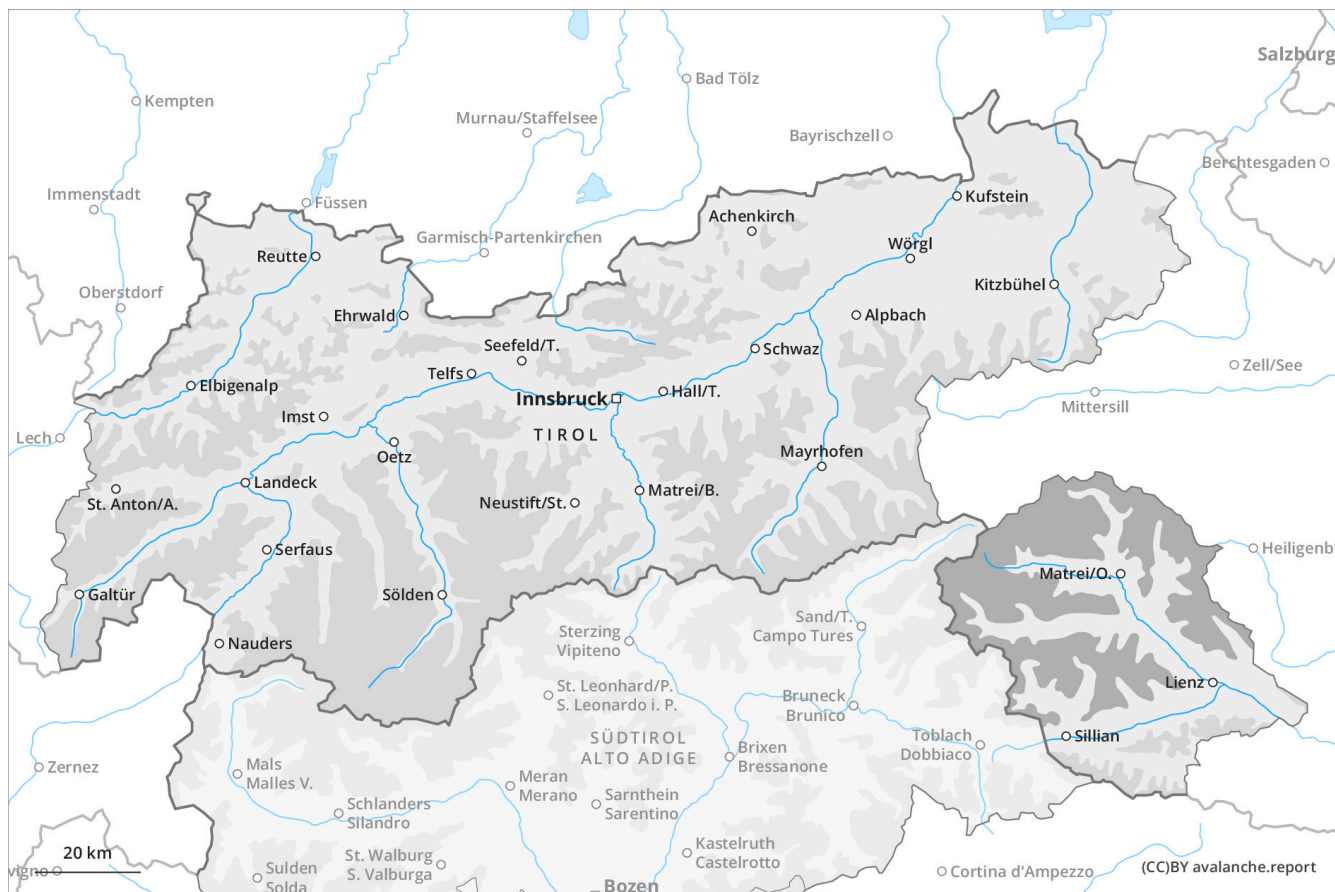 Salzburg
Kempten
Bad Tölz
Murnau/Staffelsee
Bayrischzell
Berchtesgaden
Immenstadt
Füssen
Kufstein
Achenkirch
Garmisch-Partenkirchen
Wörgl
Reutte
Oberstdorf
Kitzbühel
Ehrwald
Alpbach
Seefeld/T.
Schwaz
Zell/See
Telfs
Elbigenalp
Innsbruck
Hall/T.
Mittersill
Imst
Lech
TIROL
Oetz
Mayrhofen
Landeck
St. Anton/A.
Neustift/St.
Matrei/B.
Serfaus
Heiligenb
Matrei/O.
Galtür
Sölden
Sand/T.
Campo Tures
Sterzing
Vipiteno
Nauders
Lienz
St. Leonhard/P.
S. Leonardo i. P.
Bruneck
Brunico
SÜDTIROL
ALTO ADIGE
Toblach
Dobbiaco
Sillian
Brixen
Bressanone
Zernez
Mals
Malles V.
Meran
Merano
Schlanders
Silandro
Sarnthein
Sarentino
Kastelruth
Castelrotto
20 km
vigno
St. Walburg
S. Valburga
Sulden
Solda
Bozen
Cortina d'Ampezzo
(CC)BY avalanche.report